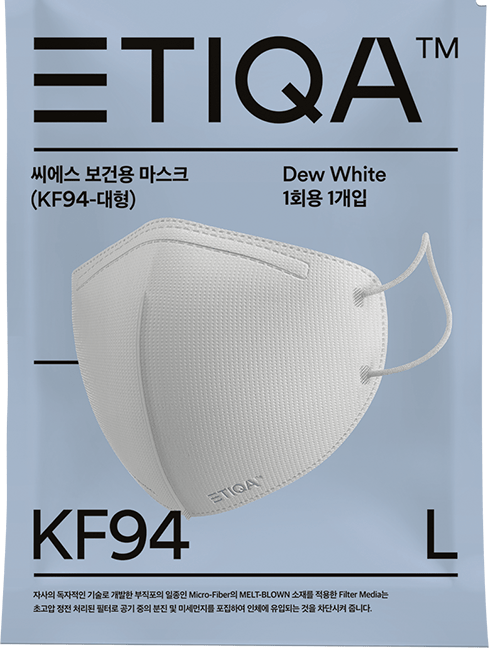 ETIQA™
씨에스 보건용 마스크
(KF94-대형)
Dew White
1회용 1개입
ETIQA™
KF94
L
자사의 독자적인 기술로 개발한 부직포의 일종인 Micro-Fiber의 MELT-BLOWN 소재를 적용한 Filter Media는
초고압 정전 처리된 필터로 공기 중의 분진 및 미세먼지를 포집하여 인체에 유입되는 것을 차단시켜 줍니다.